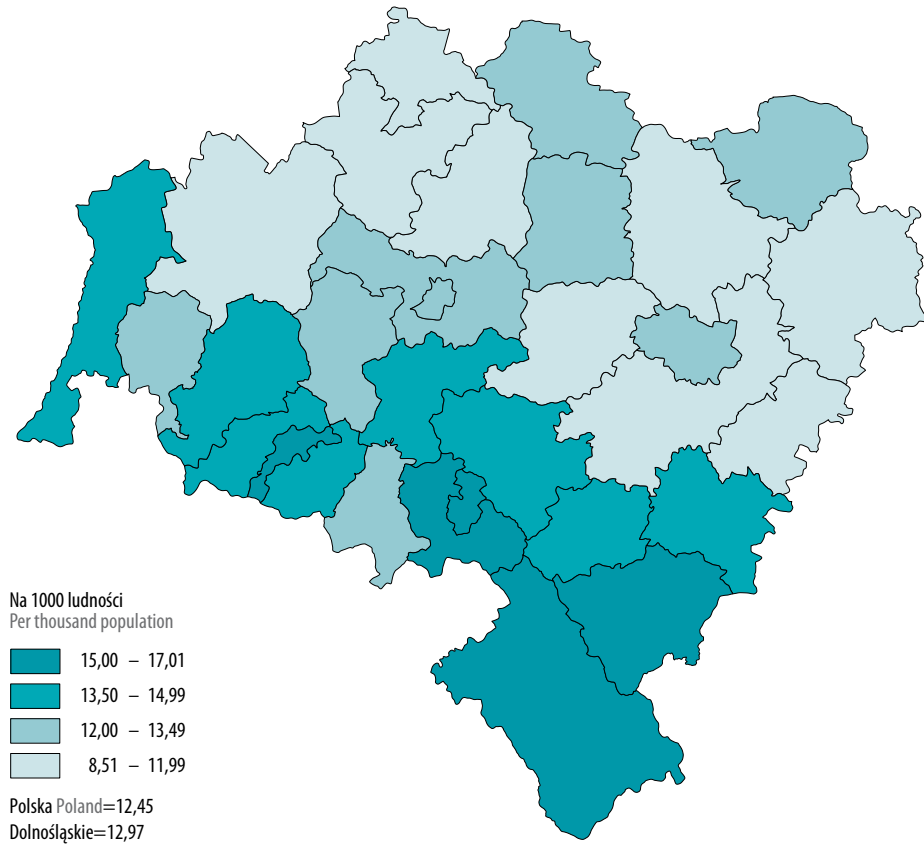 Na 1000 ludności
Per thousand population
15,00 – 17,01
13,50 – 14,99
12,00 – 13,49
8,51 – 11,99
Polska Poland=12,45
Dolnośląskie=12,97